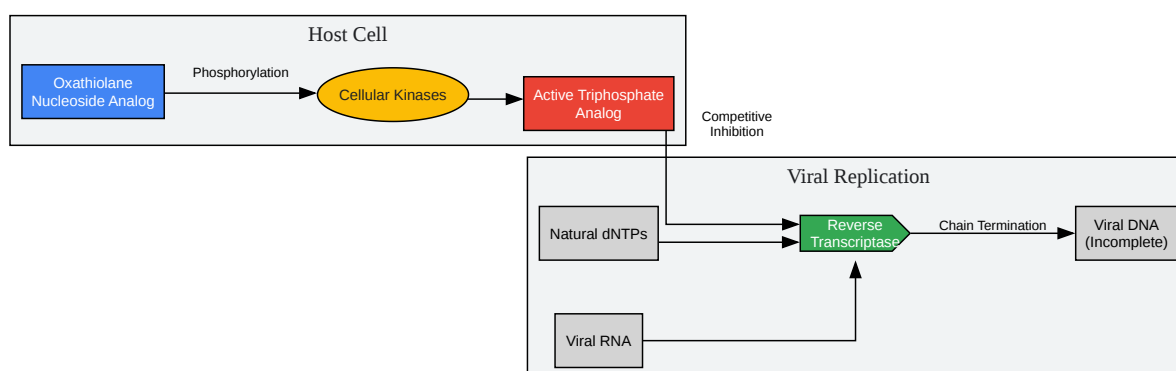 Host Cell
Oxathiolane
Nucleoside Analog
Phosphorylation
Cellular Kinases
Active Triphosphate
Analog
Competitive
Inhibition
Viral Replication
Natural dNTPs
Reverse
Transcriptase
Chain Termination
Viral DNA
(Incomplete)
Viral RNA